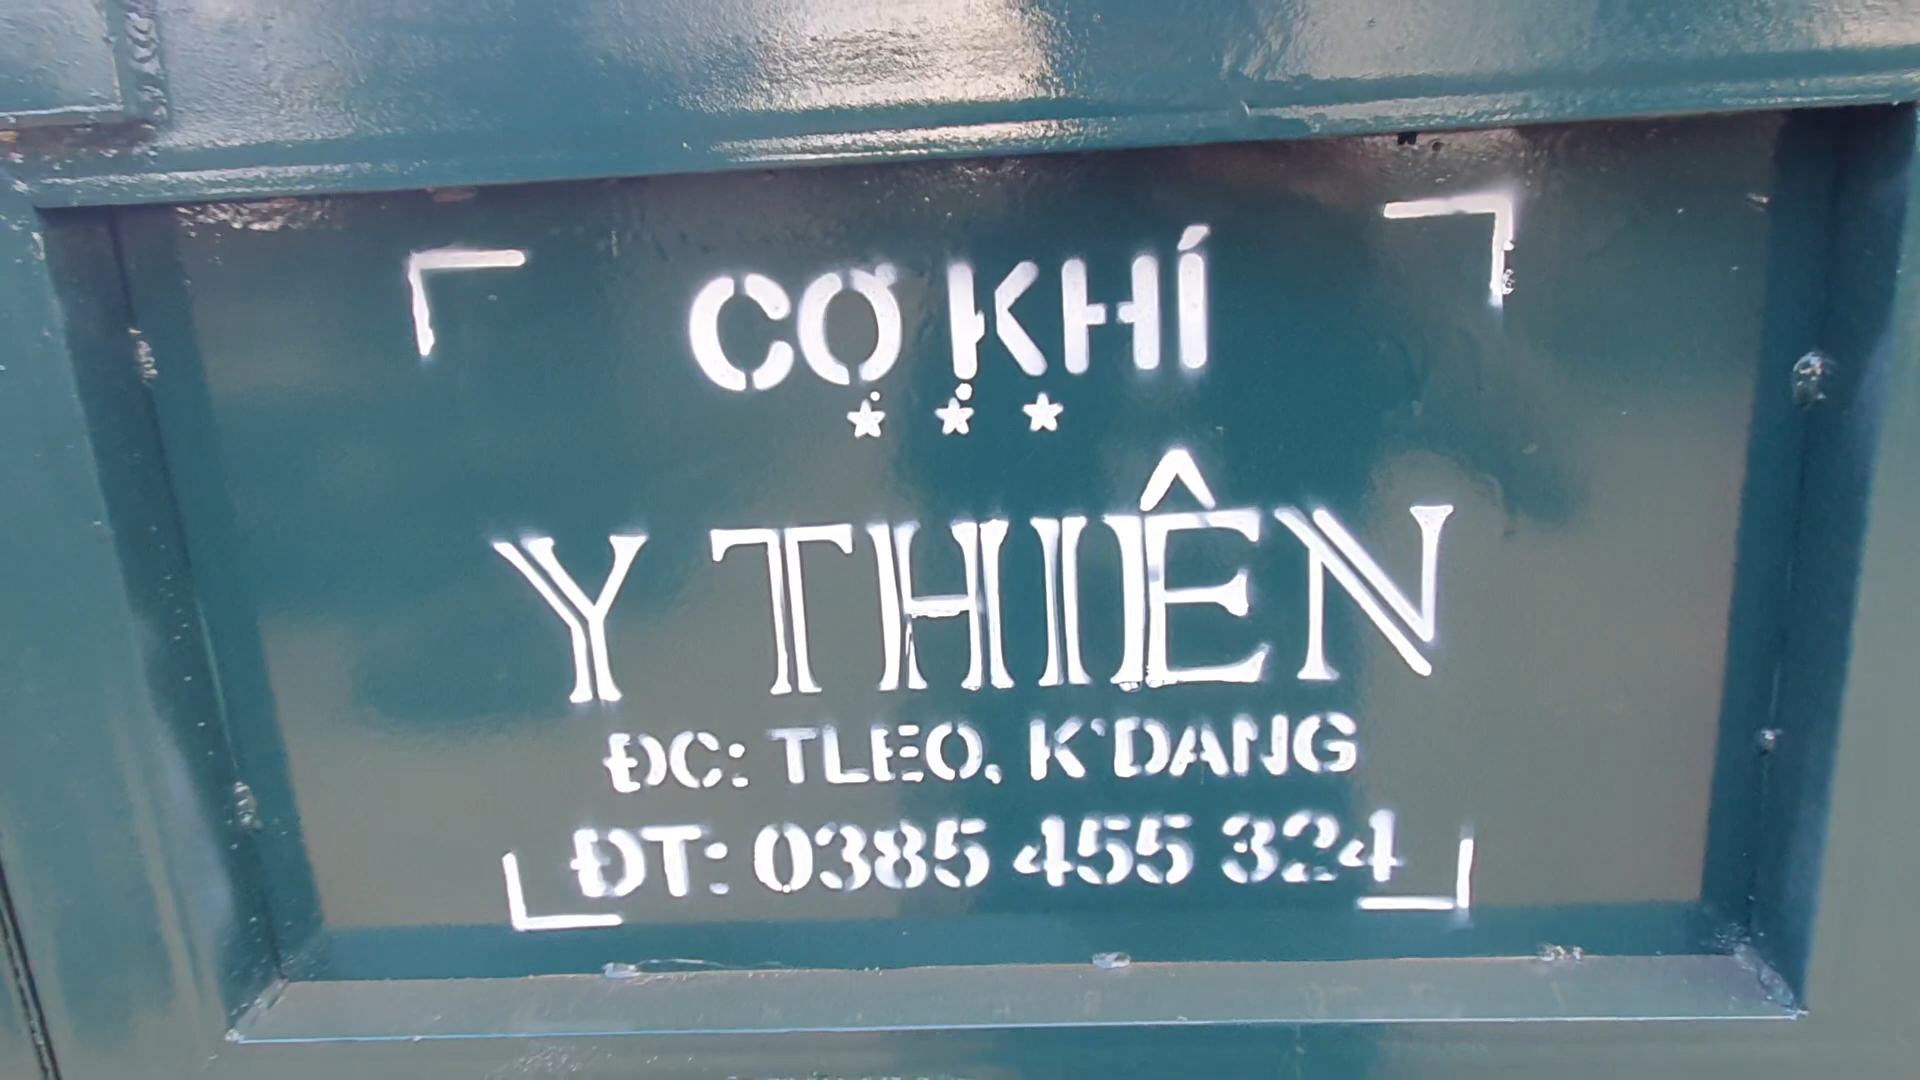 CƠ KHÍ
Y THIÊN
ĐC: TLEO, K'DANG
ĐT: 0385 455 324